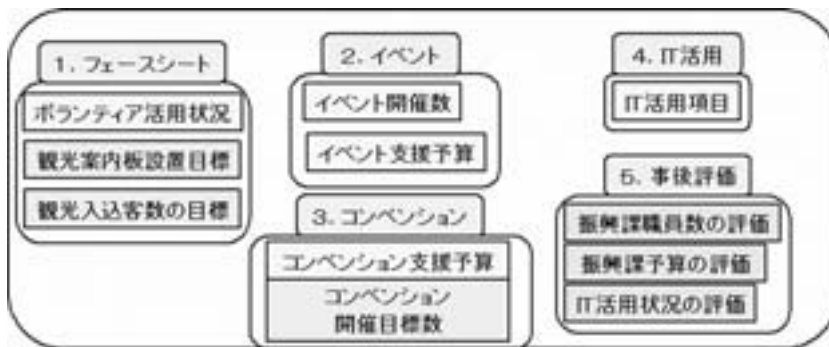 1. フェースシート
ボランティア活用状況
観光案内板設置目標
観光入込客数の目標
2. イベント
イベント開催数
イベント支援予算
3. コンベンション
コンベンション支援予算
コンベンション
開催目標数
4. IT活用
IT活用項目
5. 事後評価
振興課職員数の評価
振興課予算の評価
IT活用状況の評価